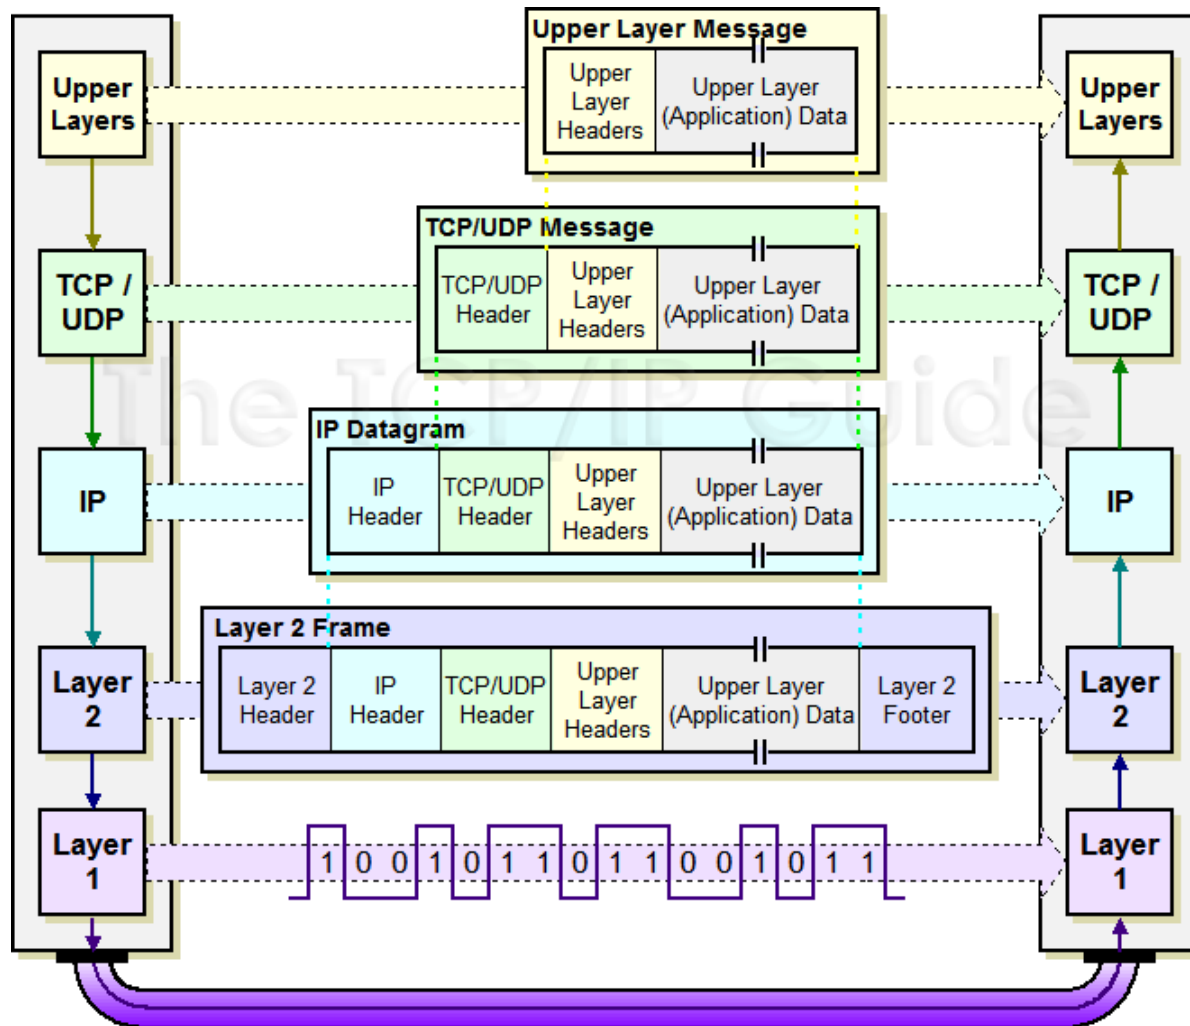 Upper Layer Message
Upper
Layers
Upper
Layer
Headers
Upper Layer
(Application) Data
Upper
Layers
TCP/UDP Message
TCP /
UDP
TCP/UDP
Header
Upper
Layer
Headers
Upper Layer
(Application) Data
TCP /
UDP
The TCP/IP Guide
IP Datagram
IP
IP
Header
TCP/UDP
Header
Upper
Layer
Headers
Upper Layer
(Application) Data
IP
Layer 2 Frame
Layer
2
Layer 2
Header
IP
Header
TCP/UDP
Header
Upper
Layer
Headers
Upper Layer
(Application) Data
Layer 2
Footer
Layer
2
Layer
1
1 0 0 1 0 1 1 0 1 1 0 0 1 0 1 1
Layer
1